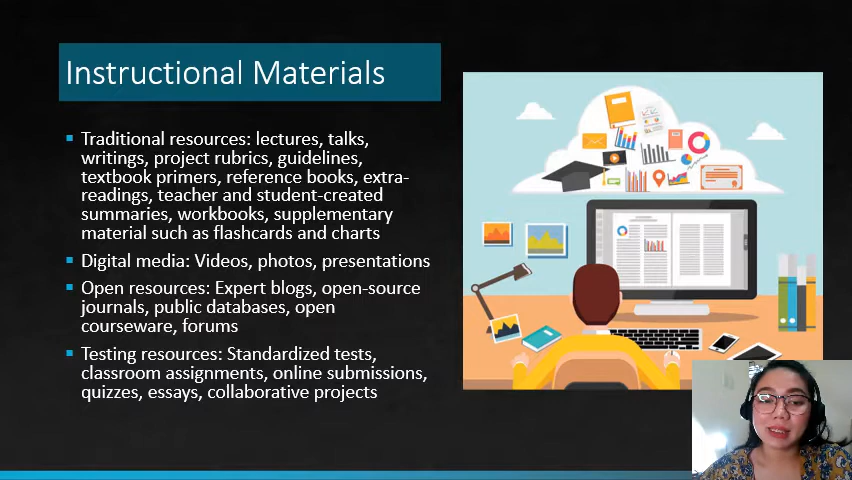 Instructional Materials
Traditional resources: lectures, talks,
writings, project rubrics, guidelines,
textbook primers, reference books, extra-
readings, teacher and student-created
summaries, workbooks, supplementary
material such as flashcards and charts
Digital media: Videos, photos, presentations
Open resources: Expert blogs, open-source
journals, public databases, open
courseware, forums
Testing resources: Standardized tests,
classroom assignments, online submissions,
quizzes, essays, collaborative projects